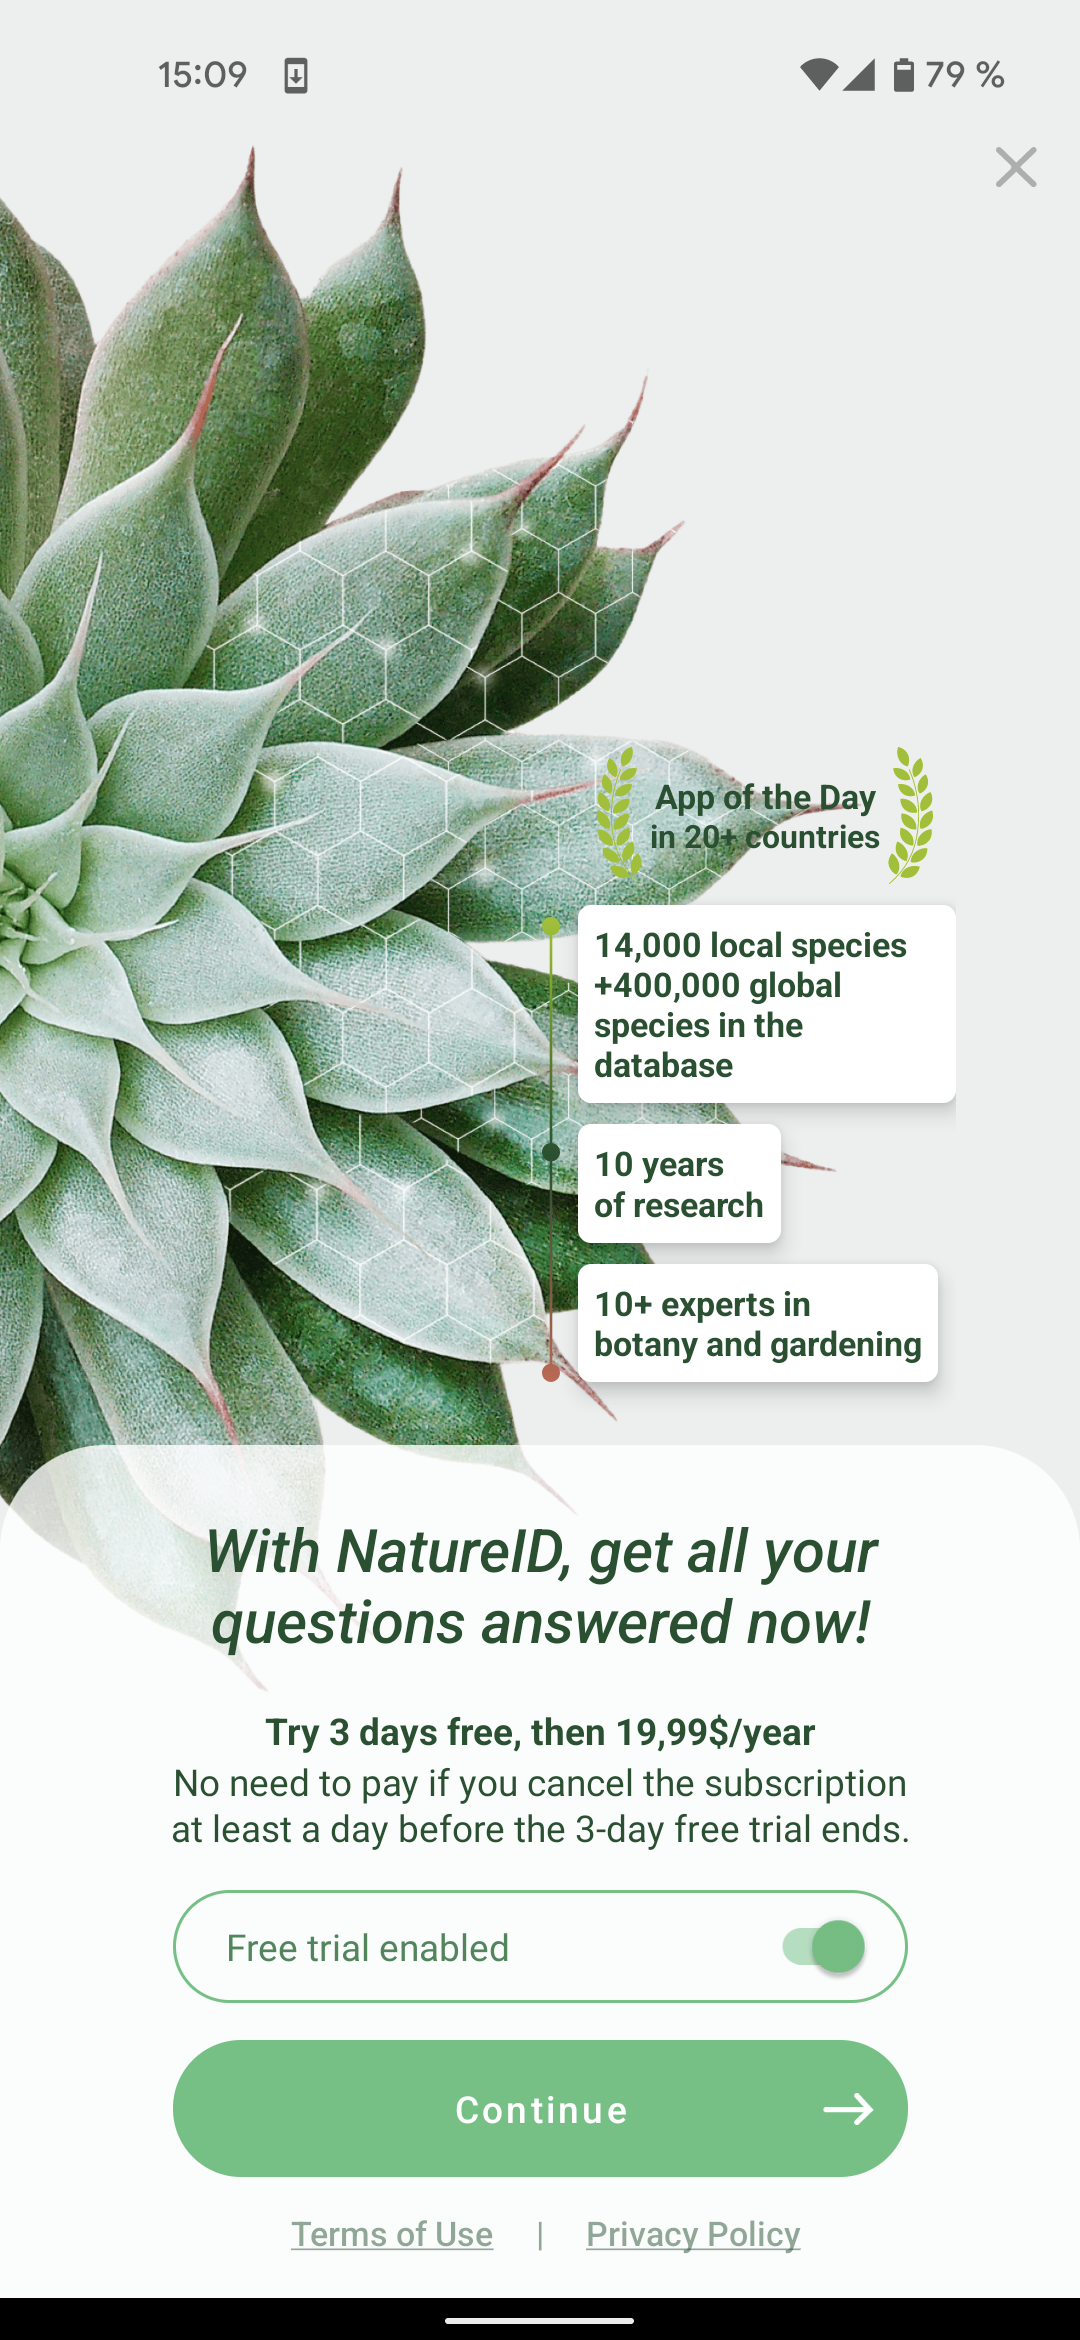 15:09
79 %
App of the Day
in 20+ countries
14,000 local species
+400,000 global
species in the
database
10 years
of research
10+ experts in
botany and gardening
With NatureID, get all your
questions answered now!
Try 3 days free, then 19,99$/year
No need to pay if you cancel the subscription
at least a day before the 3-day free trial ends.
Free trial enabled
Continue
Terms of Use | Privacy Policy